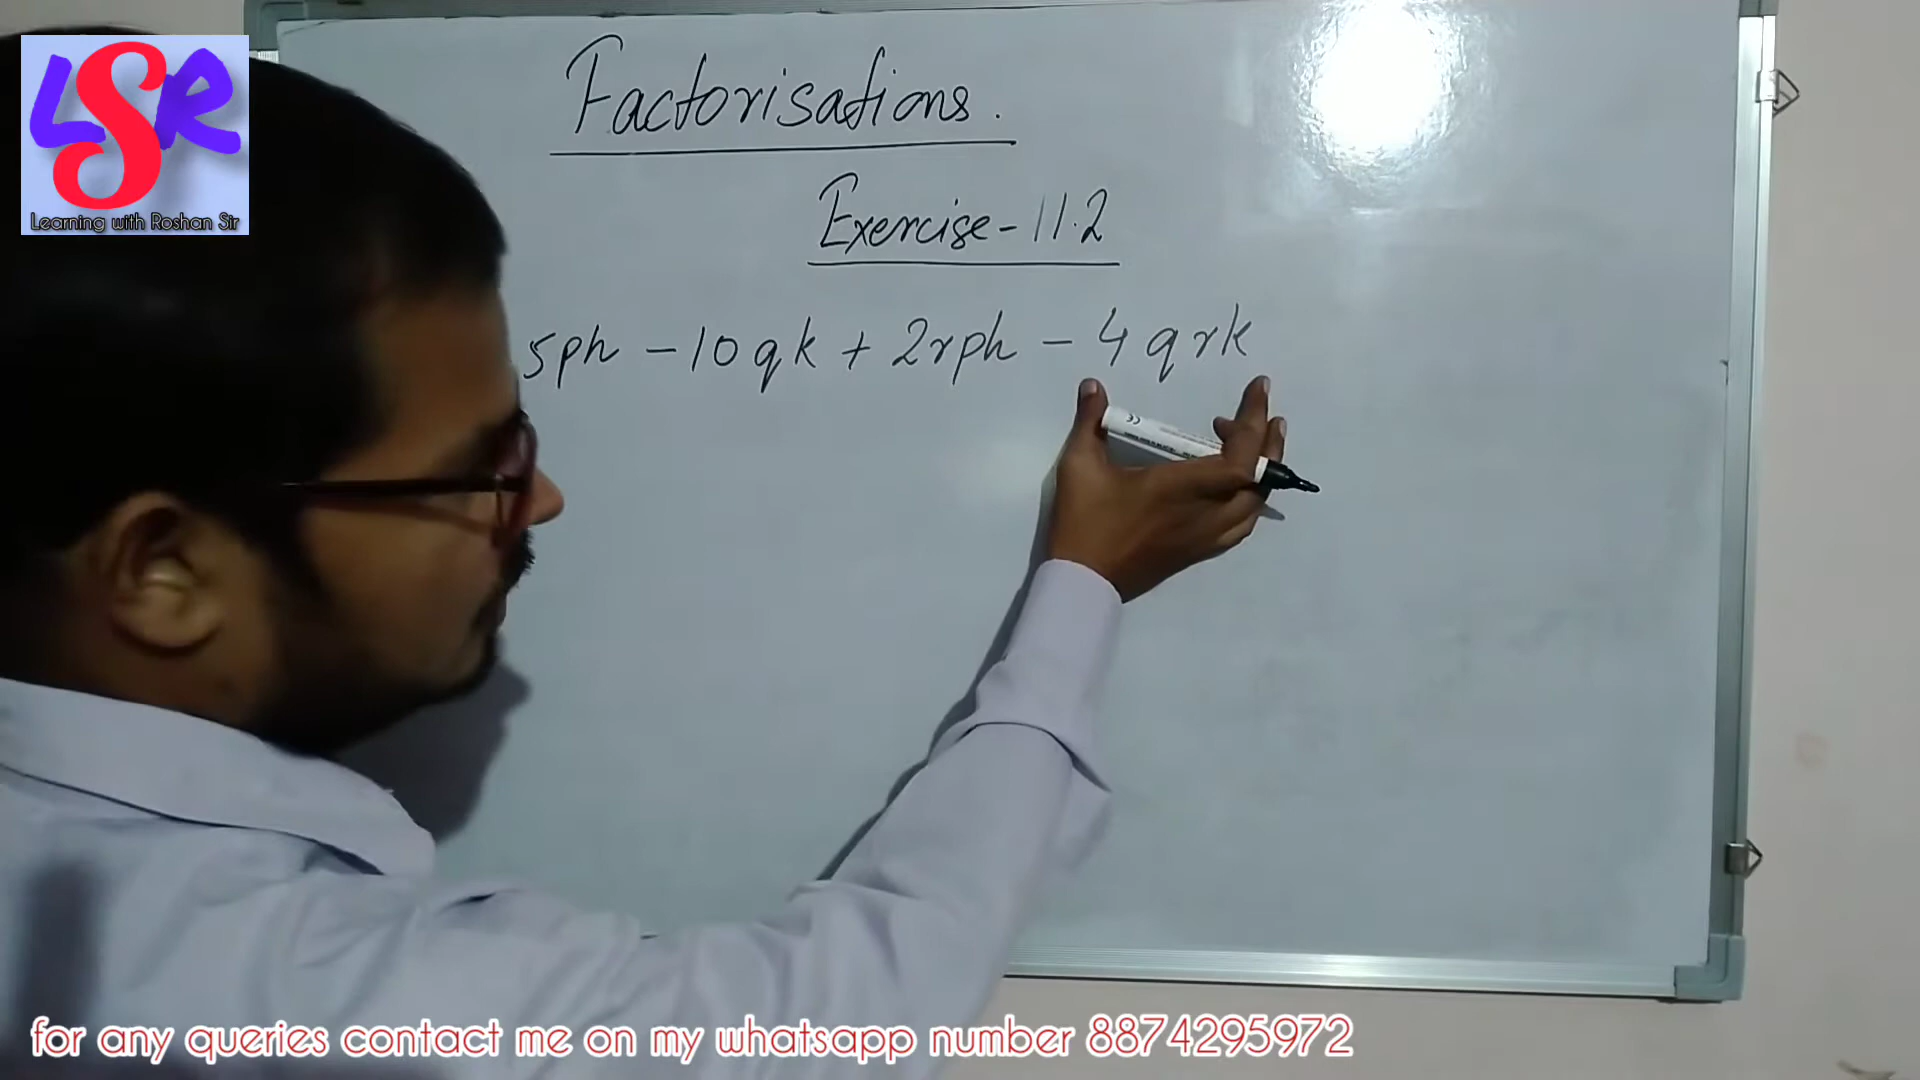 LSR
Learning with Roshan Sir
Factorisations.
Exercise-11.2
5ph - 10qk + 2rph - 4qrk
for any queries contact me on my whatsapp number 8874295972